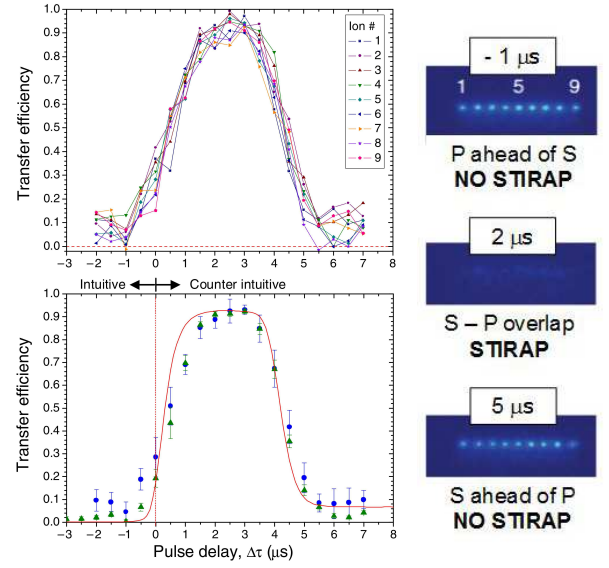 Transfer efficiency
1.0
0.9
0.8
0.7
0.6
0.5
0.4
0.3
0.2
0.1
0.0
Ion #
1
2
3
4
5
6
7
8
9
−3 −2 −1 0 1 2 3 4 5 6 7 8
Intuitive
Counter intuitive
Transfer efficiency
1.0
0.9
0.8
0.7
0.6
0.5
0.4
0.3
0.2
0.1
0.0
−3 −2 −1 0 1 2 3 4 5 6 7 8
Pulse delay, Δτ (μs)
- 1 μs
1 5 9
P ahead of S
NO STIRAP
2 μs
S – P overlap
STIRAP
5 μs
S ahead of P
NO STIRAP